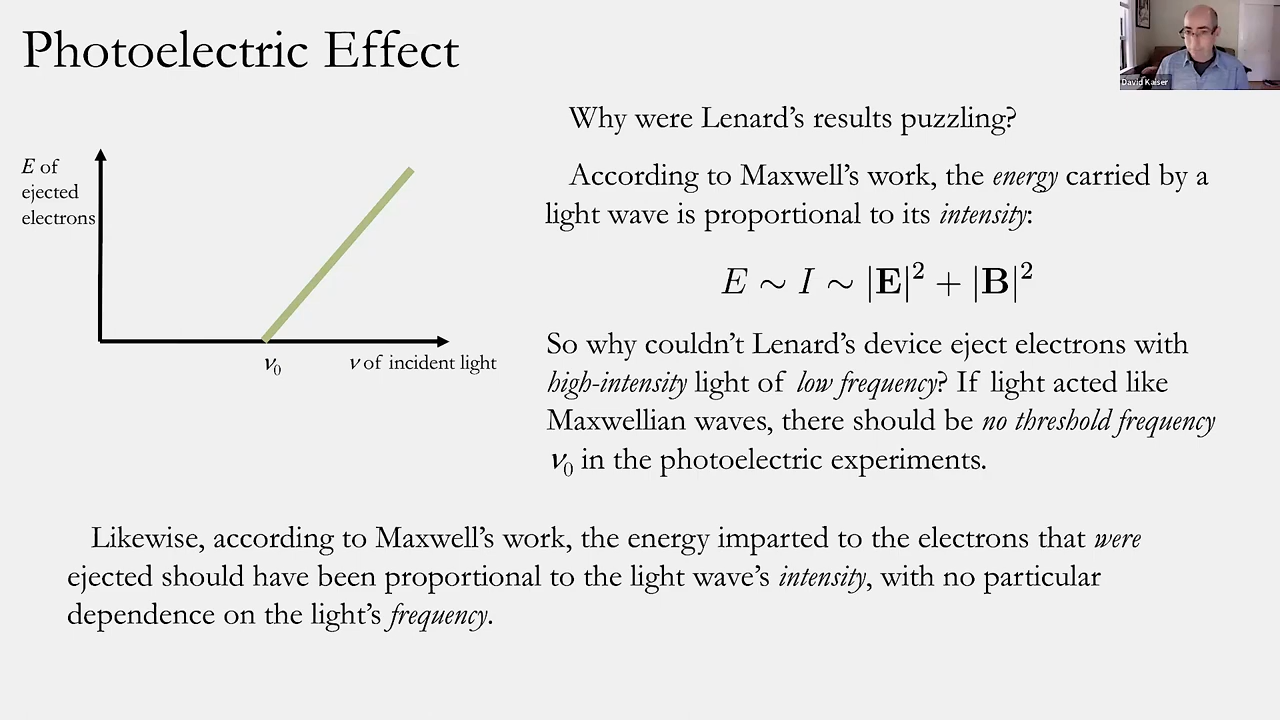 Photoelectric Effect
David Kaiser
Why were Lenard's results puzzling?
E of
ejected
electrons
According to Maxwell's work, the energy carried by a
light wave is proportional to its intensity:
E ∼ I ∼ |E|² + |B|²
So why couldn't Lenard's device eject electrons with
high-intensity light of low frequency? If light acted like
Maxwellian waves, there should be no threshold frequency
ν₀ in the photoelectric experiments.
ν₀
ν of incident light
Likewise, according to Maxwell's work, the energy imparted to the electrons that were
ejected should have been proportional to the light wave's intensity, with no particular
dependence on the light's frequency.